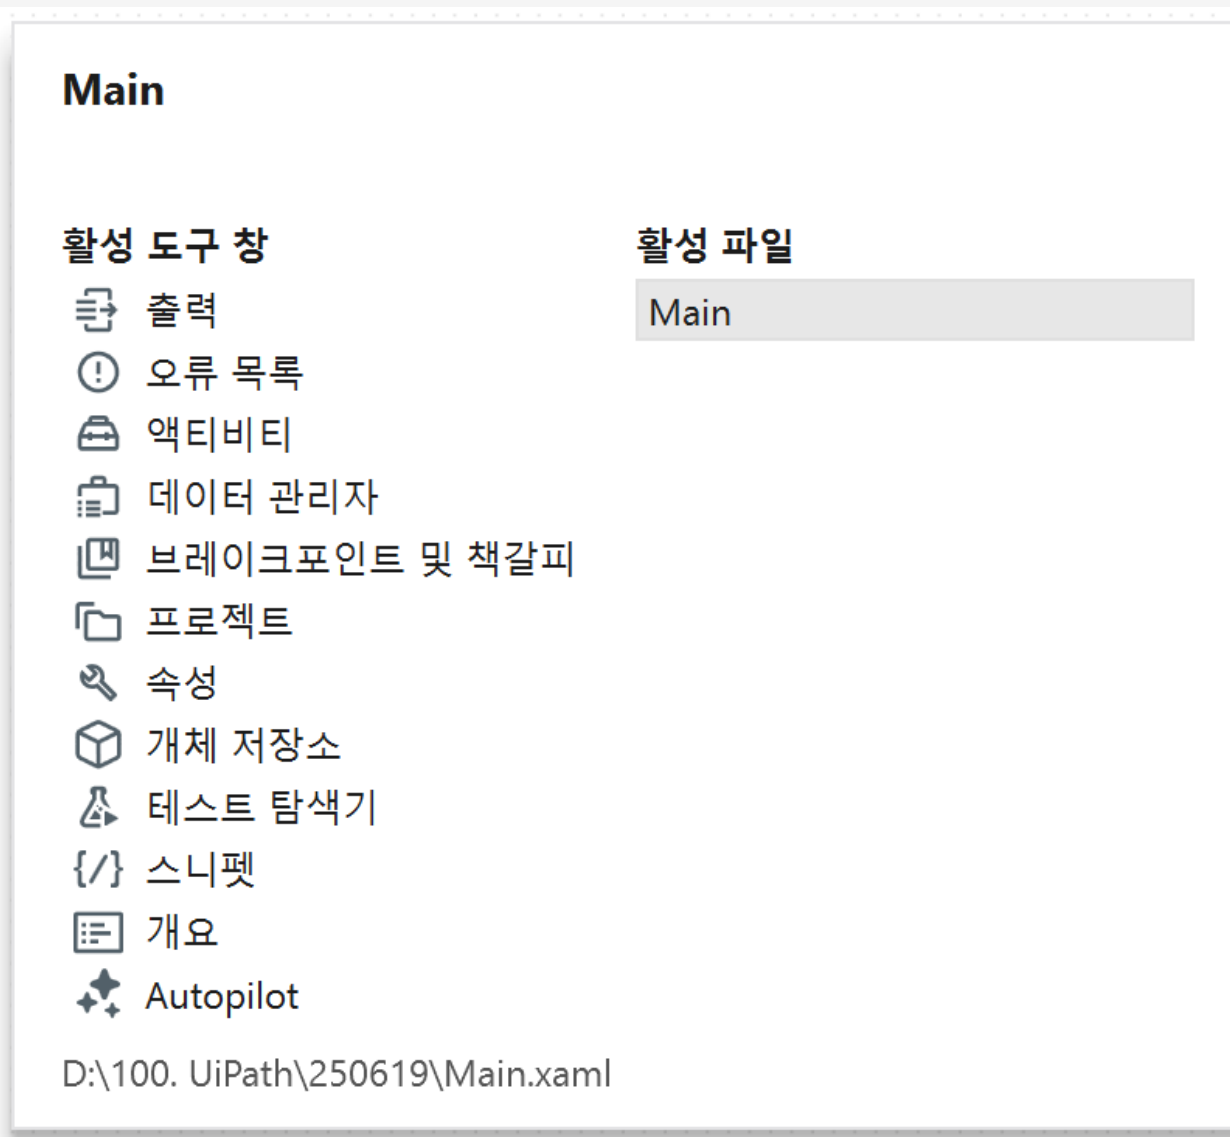 Main
활성 도구 창
출력
오류 목록
액티비티
데이터 관리자
브레이크포인트 및 책갈피
프로젝트
속성
개체 저장소
테스트 탐색기
스니펫
개요
Autopilot
활성 파일
Main
D:\100. UiPath\250619\Main.xaml